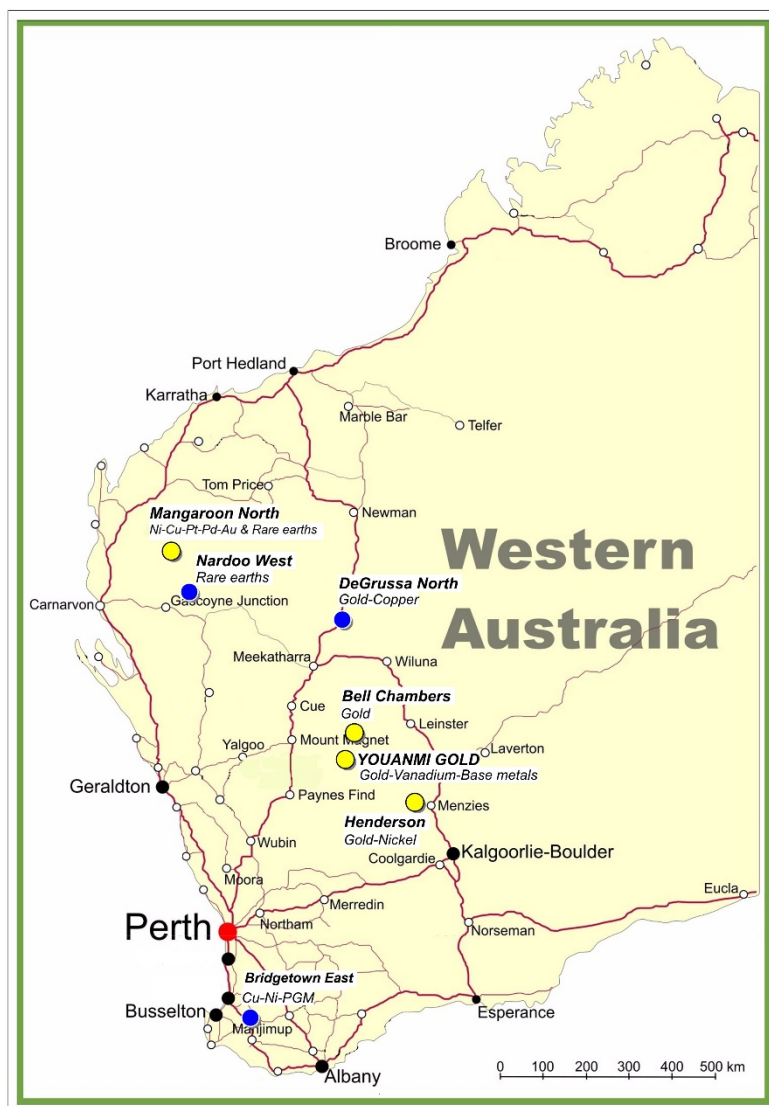 Broome
Port Hedland
Karratha
Marble Bar
Telfer
Tom Price
Mangaroon North
Ni-Cu-Pt-Pd-Au & Rare earths
Newman
Western
Australia
Nardoo West
Rare earths
DeGrussa North
Gold-Copper
Carnarvon
Gascoyne Junction
Meekatharra
Wiluna
Bell Chambers
Gold
Cue
Leinster
Yalgoo
Mount Magnet
Laverton
YOUANMI GOLD
Gold-Vanadium-Base metals
Geraldton
Paynes Find
Menzies
Henderson
Gold-Nickel
Wubin
Kalgoorlie-Boulder
Coolgardie
Moora
Eucla
Merredin
Northam
Perth
Norseman
Bridgetown East
Cu-Ni-PGM
Busselton
Manjimup
Esperance
Albany
0 100 200 300 400 500 km